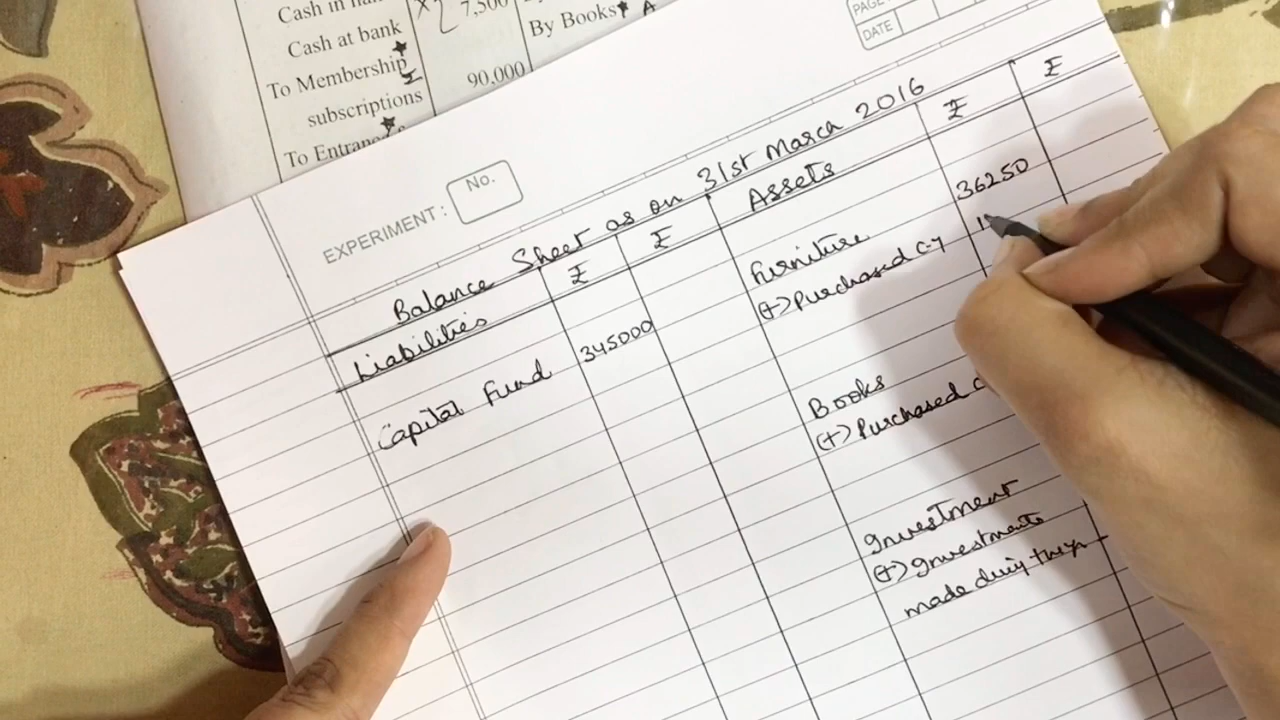 Cash in
7,500
By Books
Cash at bank
To Membership
90,000
subscriptions
To Entrance
PAGE
DATE
EXPERIMENT :
No.
Balance Sheet as on 31st March 2016
Liabilities ₹ ₹ Assets ₹ ₹
Capital Fund 345000
Furniture 36250
(+) Purchased C.Y
Books
(+) Purchased C
Investment
(+) Investments
made during the yr